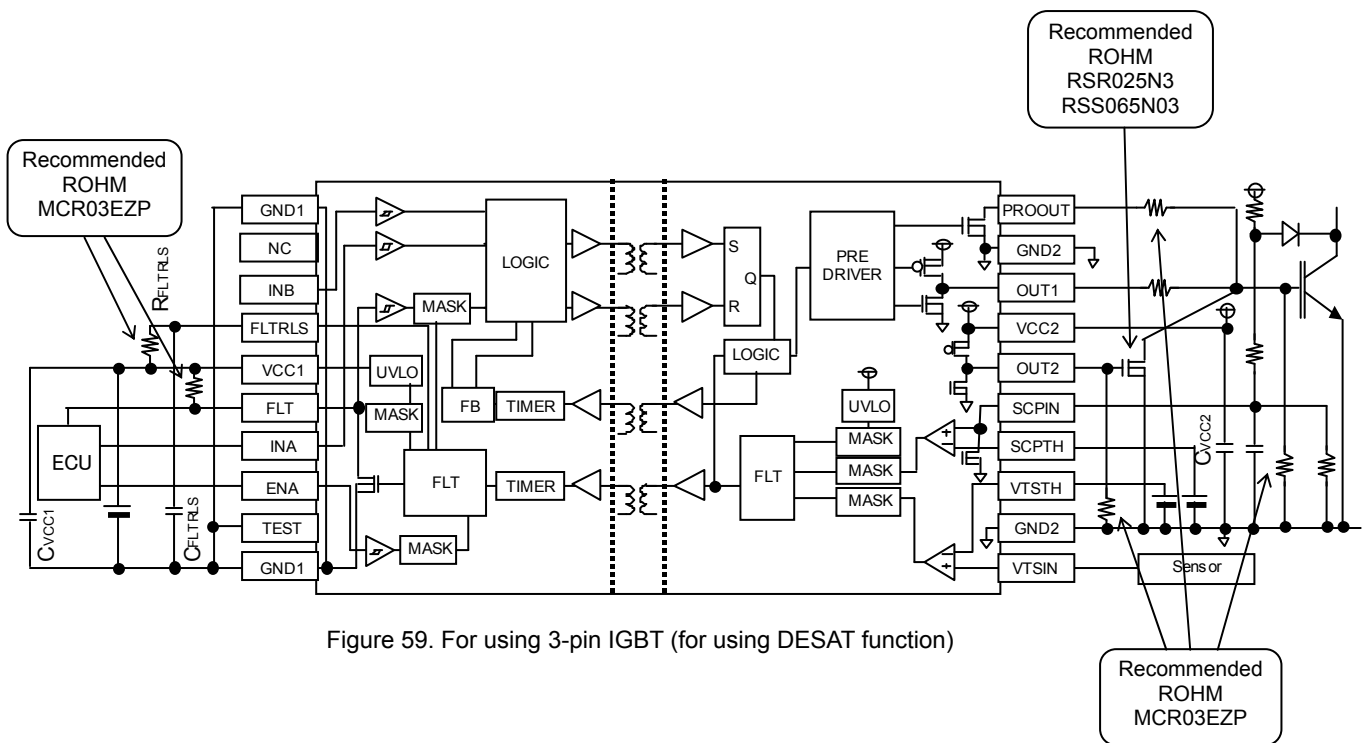 Recommended
ROHM
RSR025N3
RSS065N03
Recommended
ROHM
MCR03EZP
RFLTRLS
CVCC1
CFLTRLS
ECU
GND1
NC
INB
FLTRLS
VCC1
FLT
INA
ENA
TEST
GND1
LOGIC
MASK
UVLO
MASK
FB
TIMER
FLT
TIMER
MASK
S
Q
R
LOGIC
PRE
DRIVER
UVLO
MASK
MASK
MASK
FLT
+
-
-
+
PROOUT
GND2
OUT1
VCC2
OUT2
SCPIN
SCPTH
VTSTH
GND2
VTSIN
CVCC2
Sensor
Figure 59. For using 3-pin IGBT (for using DESAT function)
Recommended
ROHM
MCR03EZP